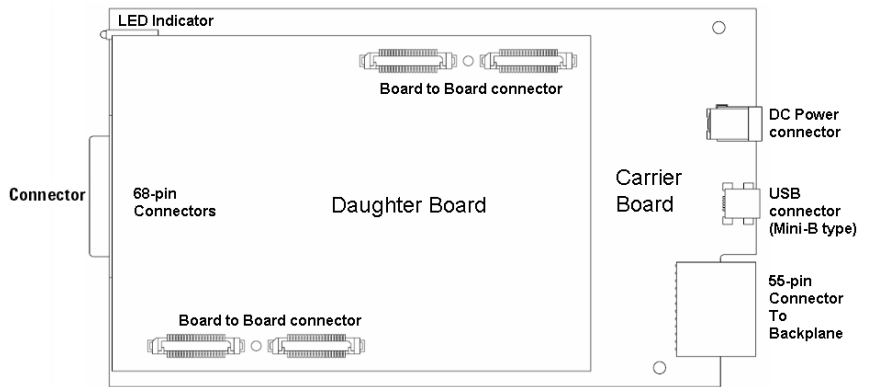 LED Indicator
Board to Board connector
DC Power
connector
Connector
68-pin
Connectors
Daughter Board
Carrier
Board
USB
connector
(Mini-B type)
55-pin
Connector
To
Backplane
Board to Board connector